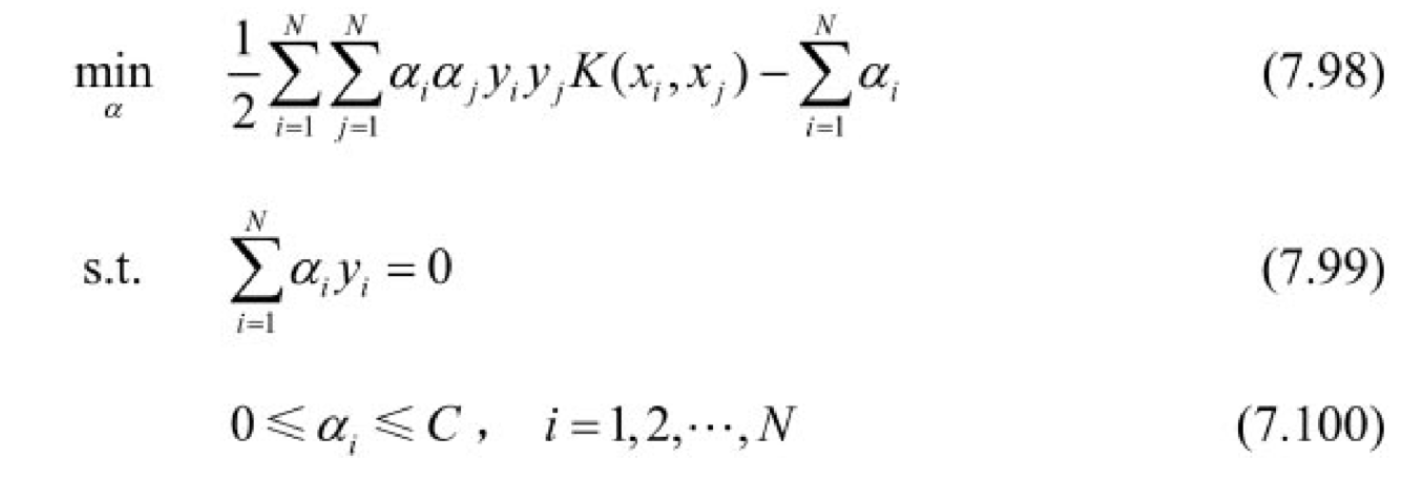 min_α 1/2 ∑_{i=1}^{N} ∑_{j=1}^{N} α_i α_j y_i y_j K(x_i, x_j) − ∑_{i=1}^{N} α_i (7.98)
s.t. ∑_{i=1}^{N} α_i y_i = 0 (7.99)
0 ⩽ α_i ⩽ C， i = 1, 2, ⋯, N (7.100)